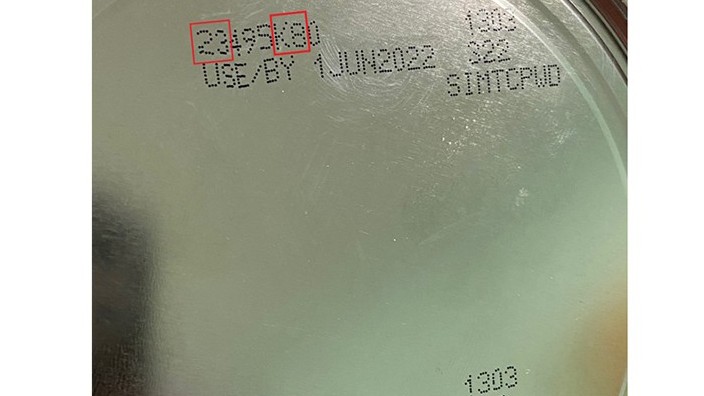 23495K80
USE/BY 1JUN2022
1303
322
SIMTCPWD
1303